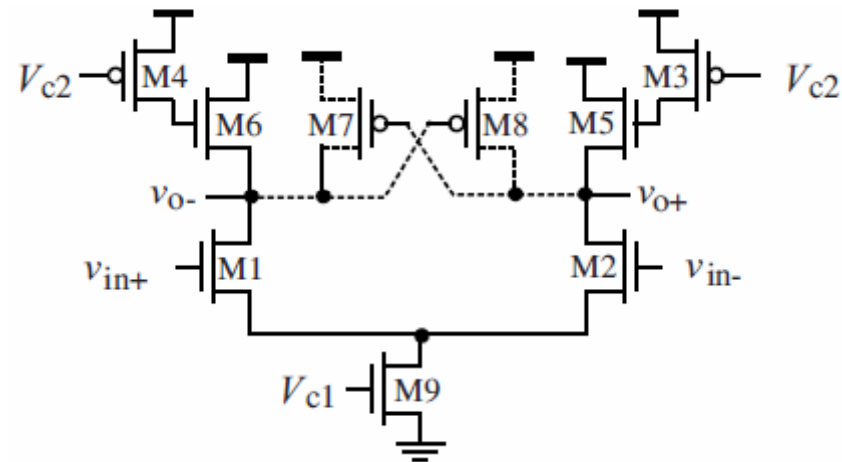 Vc2 M4 M3 Vc2
M6 M7 M8 M5
vo- vo+
vin+ M1 M2 vin-
Vc1 M9